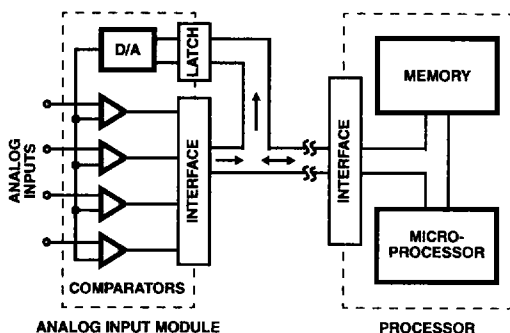 D/A
LATCH
MEMORY
ANALOG
INPUTS
INTERFACE
INTERFACE
MICRO-
PROCESSOR
COMPARATORS
ANALOG INPUT MODULE
PROCESSOR